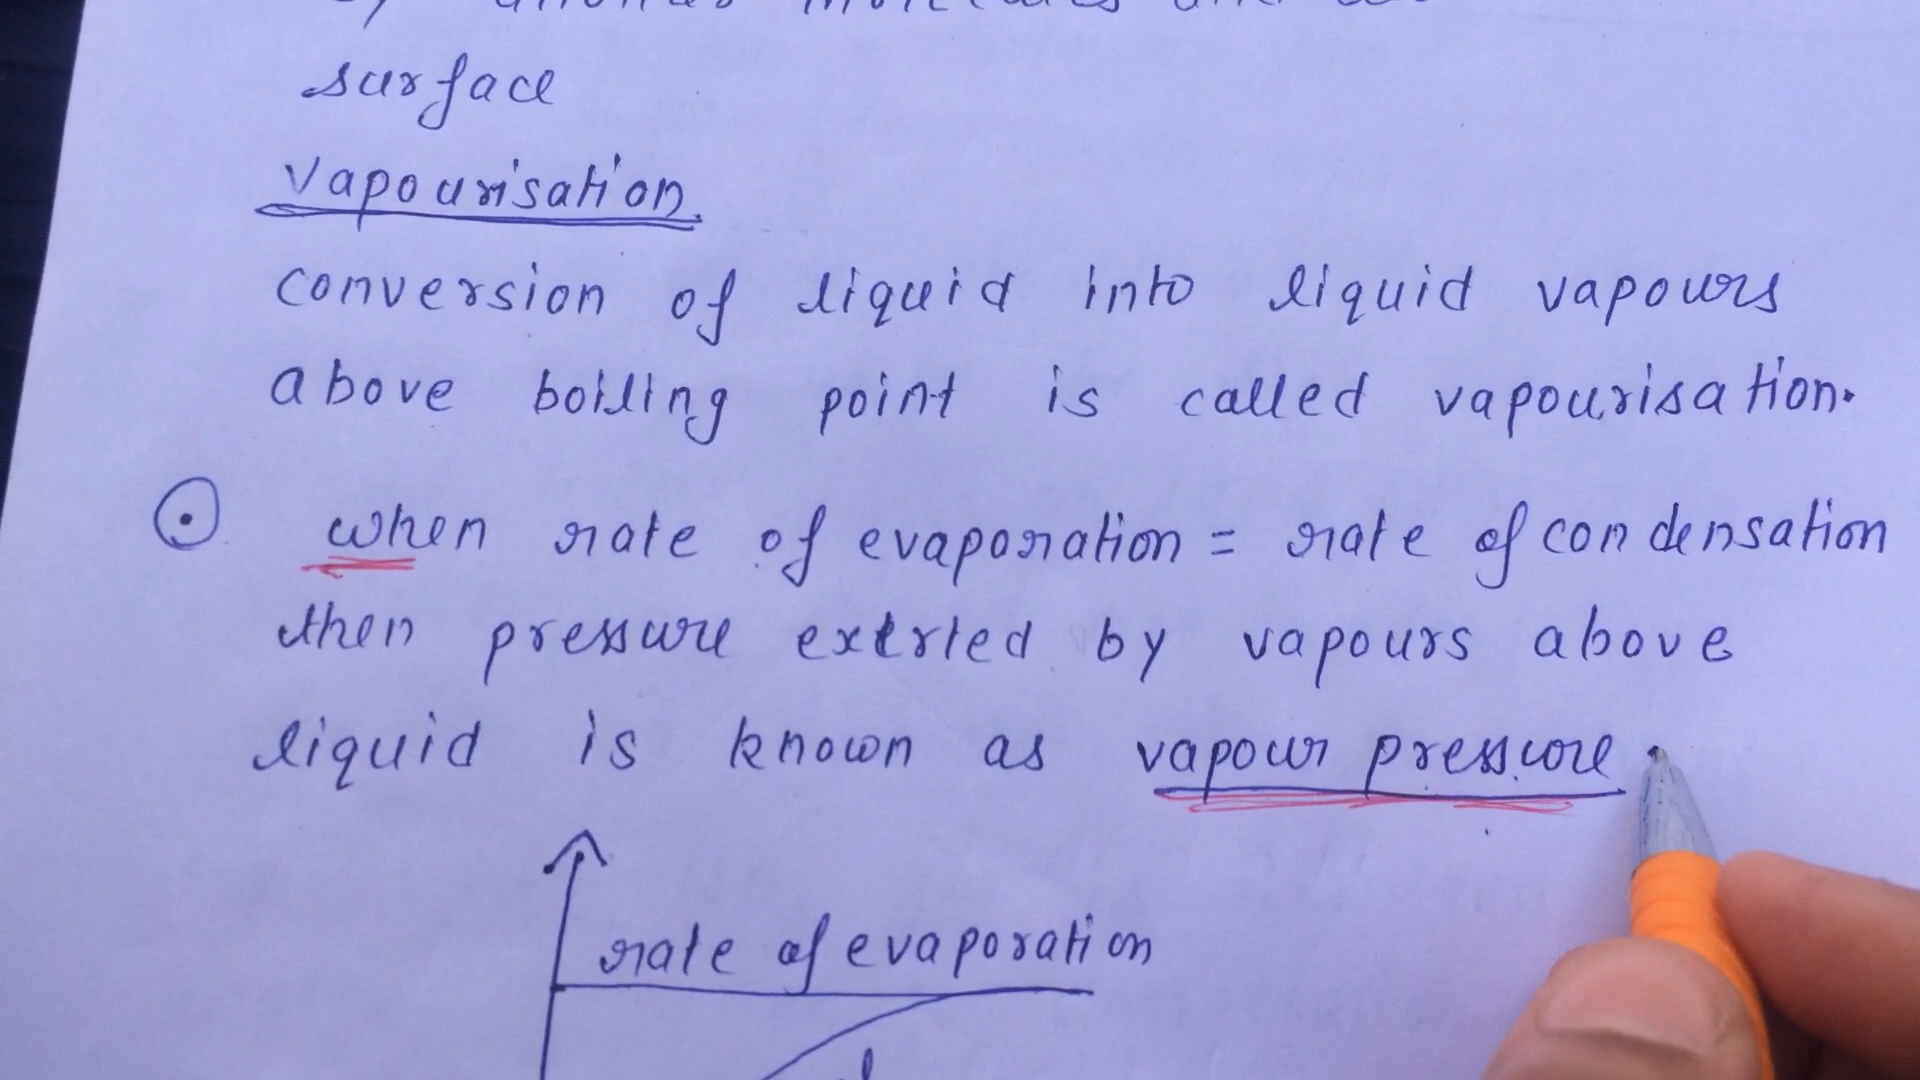 surface
Vapourisation.
conversion of liquid into liquid vapours
above boiling point is called vapourisation.
when rate of evaporation = rate of condensation
then pressure exerted by vapours above
liquid is known as vapour pressure.
rate of evaporation